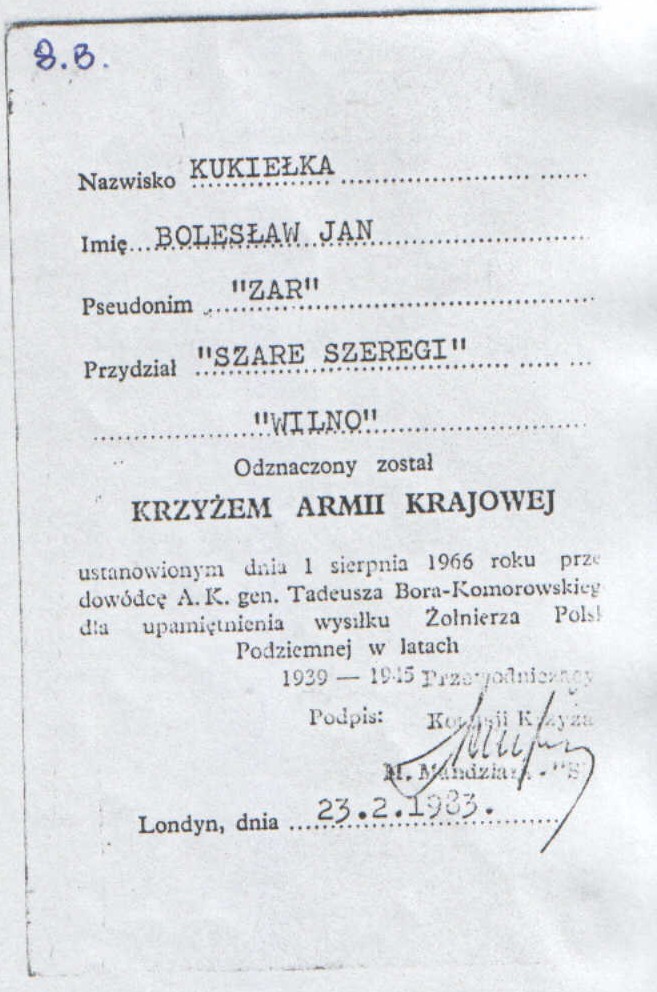 8.B.
Nazwisko KUKIEŁKA
Imię BOLESŁAW JAN
Pseudonim "ZAR"
Przydział "SZARE SZEREGI"
"WILNO"
Odznaczony został
KRZYŻEM ARMII KRAJOWEJ
ustanowionym dnia 1 sierpnia 1966 roku prze
dowódcę A. K. gen. Tadeusza Bora-Komorowskieg
dla upamiętnienia wysiłku Żołnierza Polsk
Podziemnej w latach
1939 — 1945 Przewodniczący
Podpis: Komisji Krzyża
M. Mandziara - "S
Londyn, dnia 23.2.1983.